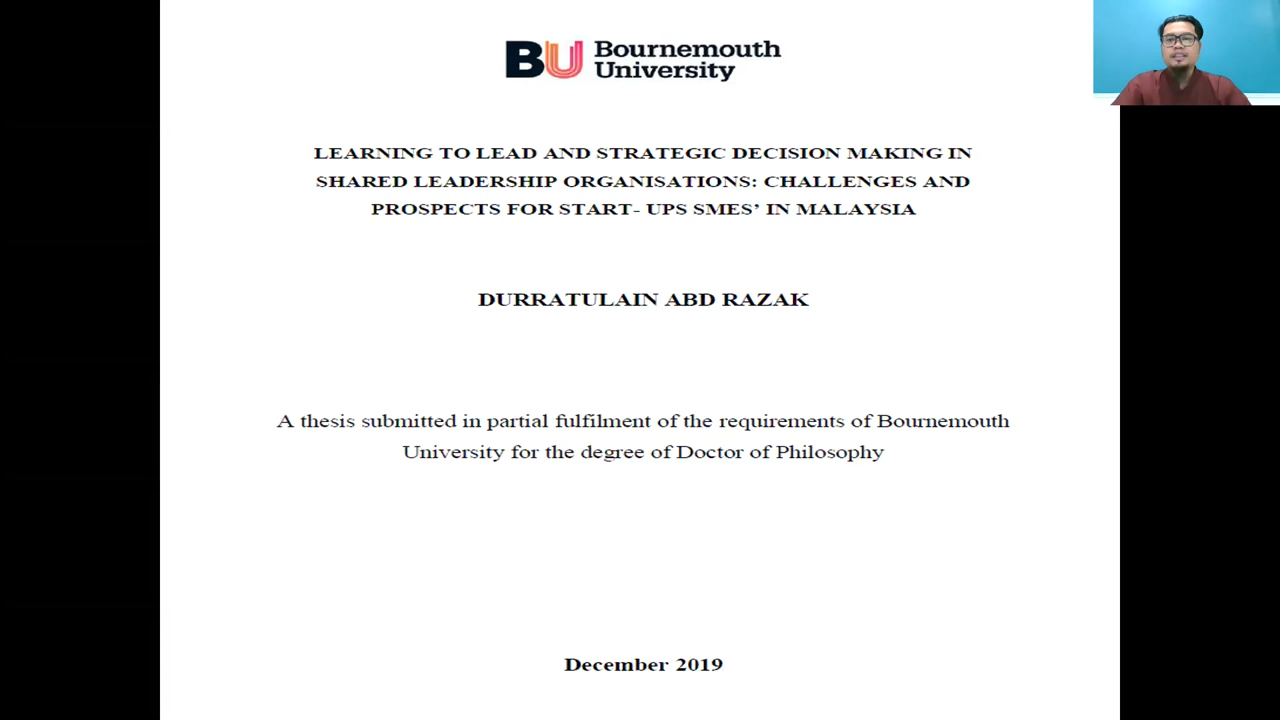 BU Bournemouth
University
LEARNING TO LEAD AND STRATEGIC DECISION MAKING IN
SHARED LEADERSHIP ORGANISATIONS: CHALLENGES AND
PROSPECTS FOR START- UPS SMES’ IN MALAYSIA
DURRATULAIN ABD RAZAK
A thesis submitted in partial fulfilment of the requirements of Bournemouth
University for the degree of Doctor of Philosophy
December 2019